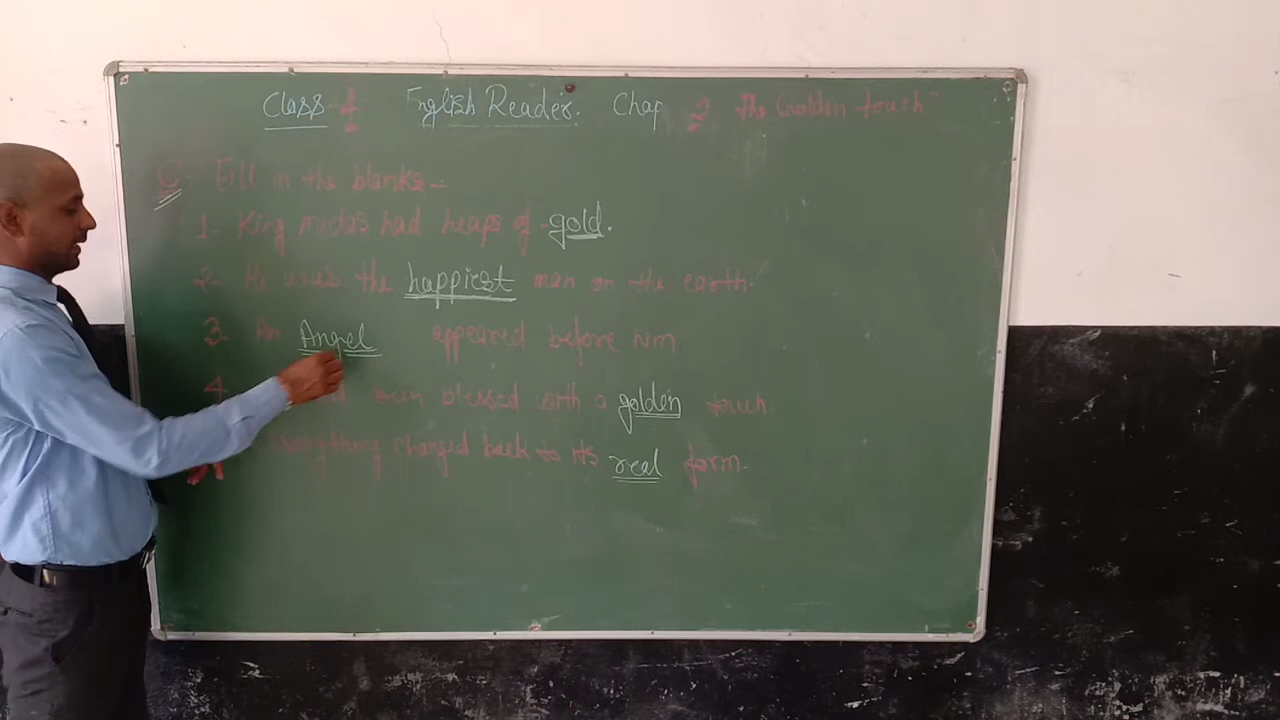 Class 4 English Reader. Chap 9 The Golden touch"
Q- Fill in the blanks-
1- King midas had heaps of - gold.
2- He was the happiest man on the earth.
3- An Angel appeared before him
4 been blessed with a golden touch
everything changed back to its real form.